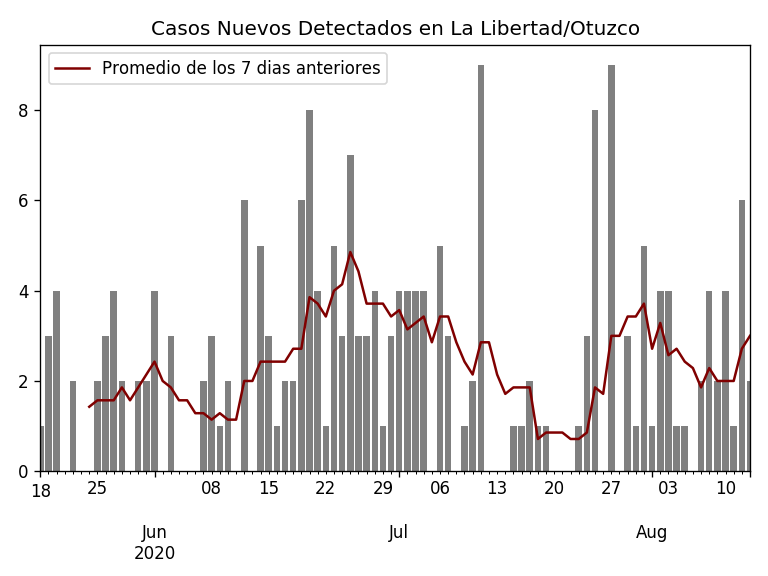 Casos Nuevos Detectados en La Libertad/Otuzco
Promedio de los 7 dias anteriores
8
6
4
2
0
18 25 08 15 22 29 06 13 20 27 03 10
Jun Jul Aug
2020